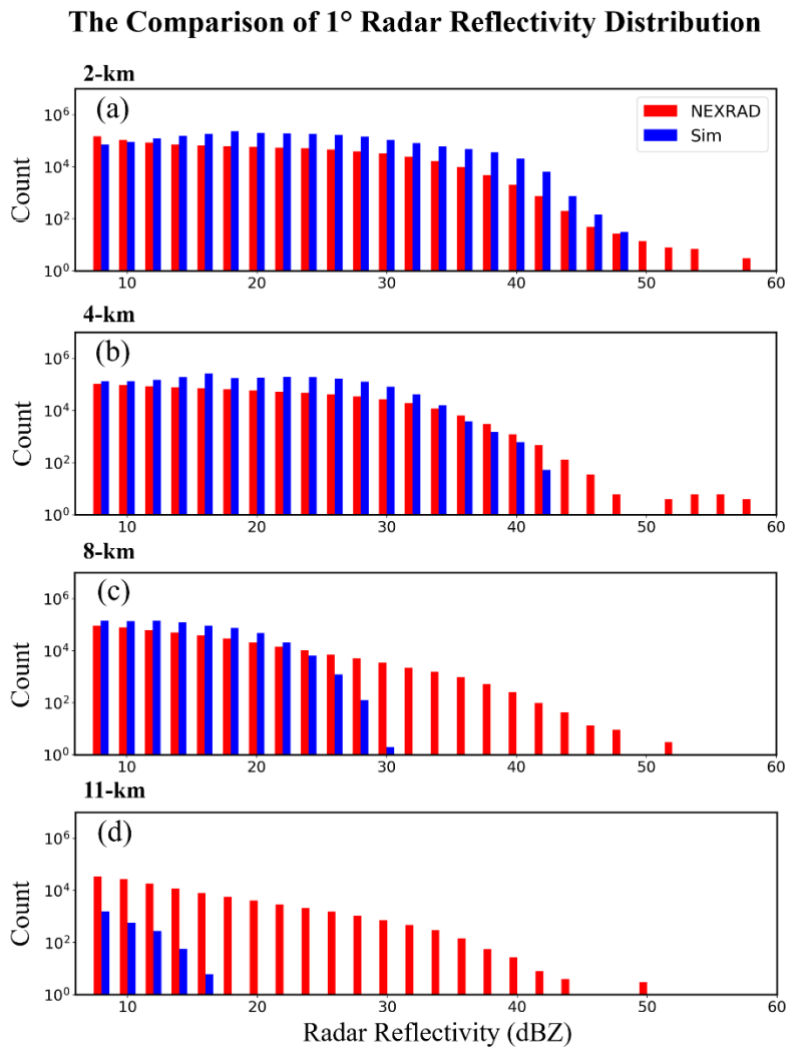 The Comparison of 1° Radar Reflectivity Distribution
2-km
(a)
NEXRAD
Sim
Count
10⁶
10⁴
10²
10⁰
10 20 30 40 50 60
4-km
(b)
Count
10⁶
10⁴
10²
10⁰
10 20 30 40 50 60
8-km
(c)
Count
10⁶
10⁴
10²
10⁰
10 20 30 40 50 60
11-km
(d)
Count
10⁶
10⁴
10²
10⁰
10 20 30 40 50 60
Radar Reflectivity (dBZ)